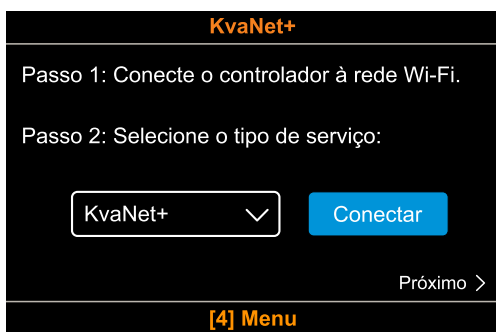 KvaNet+
Passo 1: Conecte o controlador à rede Wi-Fi.
Passo 2: Selecione o tipo de serviço:
KvaNet+ Conectar
Próximo >
[4] Menu